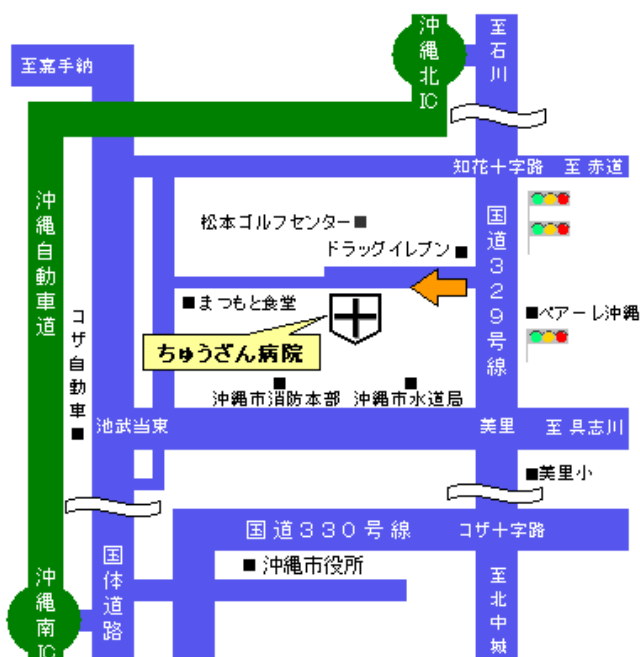 沖縄北IC
至石川
至嘉手納
知花十字路 至 赤道
沖縄自動車道
国道329号線
松本ゴルフセンター■
ドラッグイレブン■
■まつもと食堂
■ペアーレ沖縄
コザ自動車■
ちゅうざん病院
沖縄市消防本部
沖縄市水道局
池武当東
美里
至 具志川
■美里小
国道330号線
コザ十字路
国体道路
■沖縄市役所
沖縄南IC
至北中城